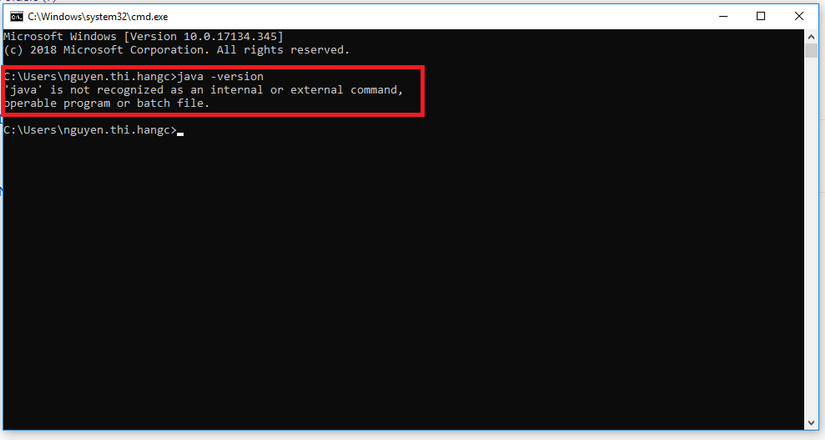 C:\Windows\system32\cmd.exe
Microsoft Windows [Version 10.0.17134.345]
(c) 2018 Microsoft Corporation. All rights reserved.
C:\Users\nguyen.thi.hangc>java -version
'java' is not recognized as an internal or external command,
operable program or batch file.
C:\Users\nguyen.thi.hangc>